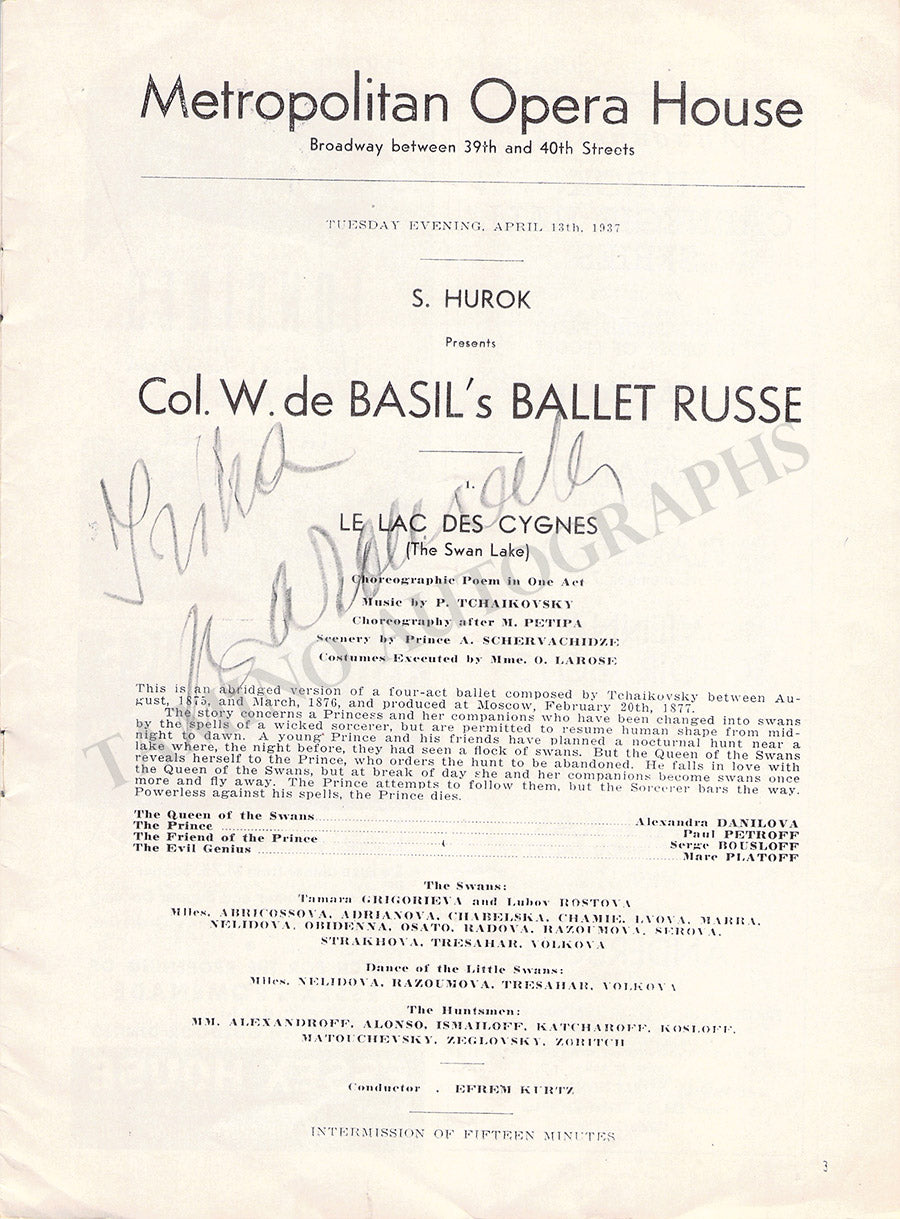 Metropolitan Opera House
Broadway between 39th and 40th Streets
TUESDAY EVENING, APRIL 13th, 1937
S. HUROK
Presents
Col. W. de BASIL's BALLET RUSSE
Irina
Baronova
1.
LE LAC DES CYGNES
(The Swan Lake)
Choreographic Poem in One Act
Music by P. TCHAIKOVSKY
Choreography after M. PETIPA
Scenery by Prince A. SCHERVACHIDZE
Costumes Executed by Mme. O. LAROSE
TAMINO AUTOGRAPHS
This is an abridged version of a four-act ballet composed by Tchaikovsky between Au-
gust, 1875, and March, 1876, and produced at Moscow, February 20th, 1877.
The story concerns a Princess and her companions who have been changed into swans
by the spells of a wicked sorcerer, but are permitted to resume human shape from mid-
night to dawn. A young Prince and his friends have planned a nocturnal hunt near a
lake where, the night before, they had seen a flock of swans. But the Queen of the Swans
reveals herself to the Prince, who orders the hunt to be abandoned. He falls in love with
the Queen of the Swans, but at break of day she and her companions become swans once
more and fly away. The Prince attempts to follow them, but the Sorcerer bars the way.
Powerless against his spells, the Prince dies.
The Queen of the Swans Alexandra DANILOVA
The Prince Paul PETROFF
The Friend of the Prince Serge BOUSLOFF
The Evil Genius Marc PLATOFF
The Swans:
Tamara GRIGORIEVA and Lubov ROSTOVA
Mlles. ABRICOSSOVA, ADRIANOVA, CHABELSKA, CHAMIE, LVOVA, MARRA,
NELIDOVA, OBIDENNA, OSATO, RADOVA, RAZOUMOVA, SEROVA,
STRAKHOVA, TRESAHAR, VOLKOVA
Dance of the Little Swans:
Mlles. NELIDOVA, RAZOUMOVA, TRESAHAR, VOLKOVA
The Huntsmen:
MM. ALEXANDROFF, ALONSO, ISMAILOFF, KATCHAROFF, KOSLOFF,
MATOUCHEVSKY, ZEGLOVSKY, ZORITCH
Conductor . EFREM KURTZ
INTERMISSION OF FIFTEEN MINUTES
3